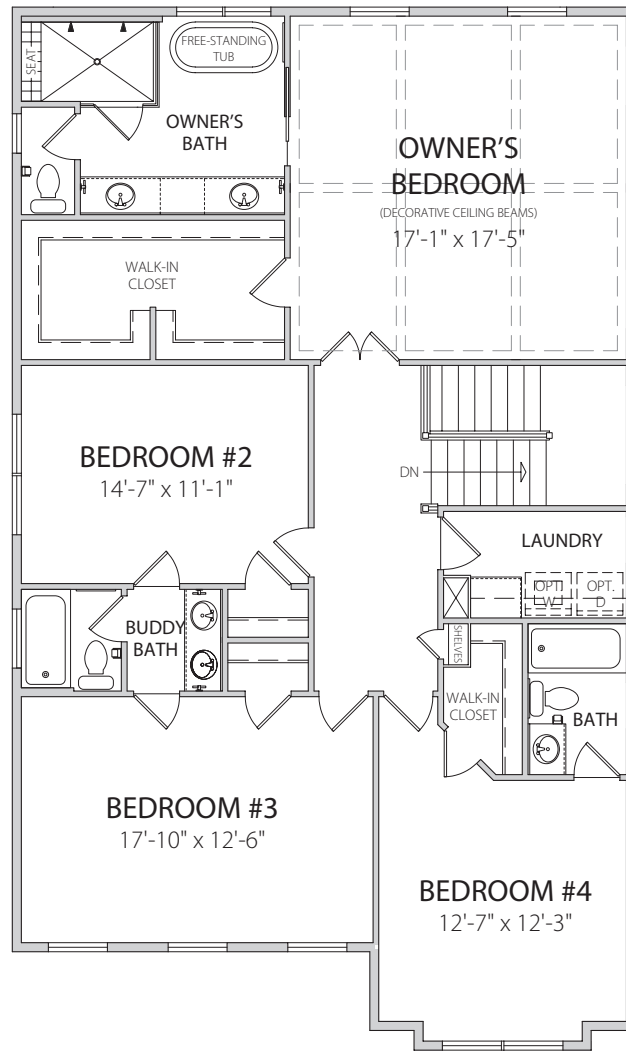 SEAT
FREE-STANDING
TUB
OWNER'S
BATH
OWNER'S
BEDROOM
(DECORATIVE CEILING BEAMS)
17'-1" x 17'-5"
WALK-IN
CLOSET
BEDROOM #2
14'-7" x 11'-1"
DN
LAUNDRY
OPT.
W
OPT.
D
BUDDY
BATH
SHELVES
WALK-IN
CLOSET
BATH
BEDROOM #3
17'-10" x 12'-6"
BEDROOM #4
12'-7" x 12'-3"